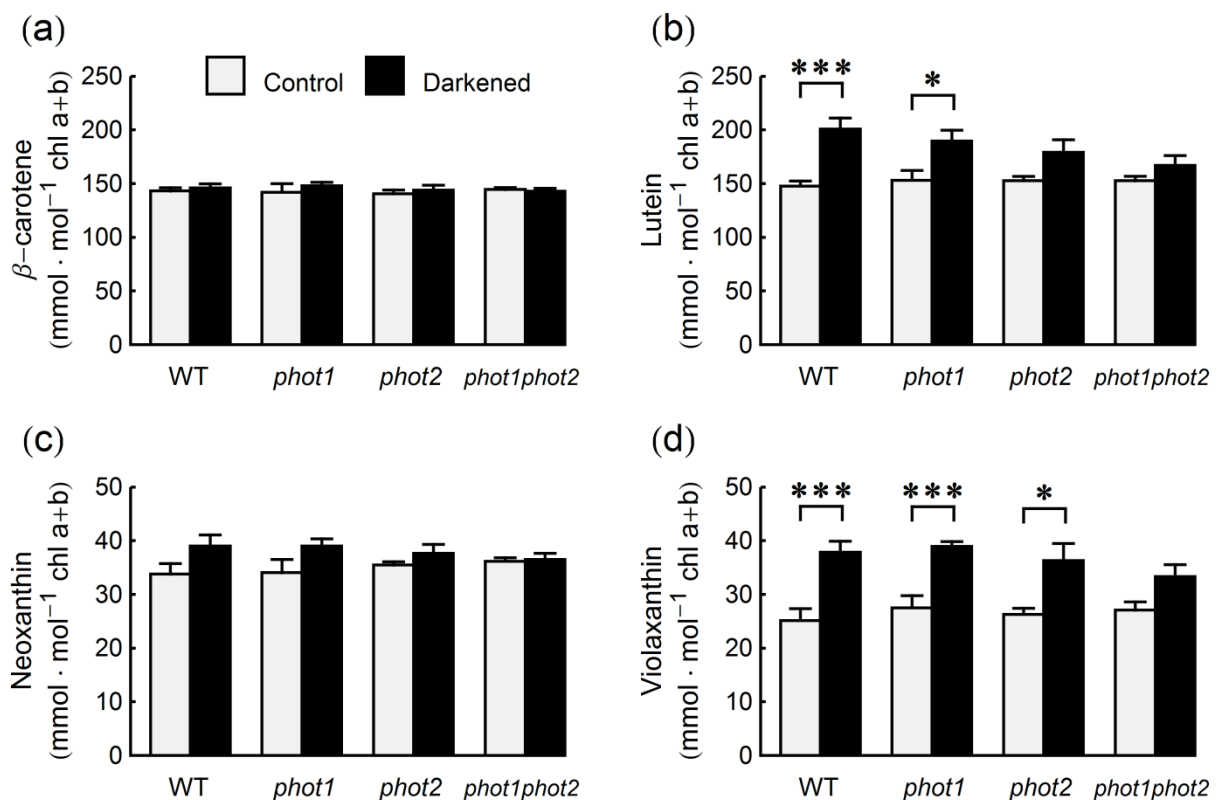 (a)
Control
Darkened
β−carotene
(mmol · mol⁻¹ chl a+b)
250
200
150
100
50
0
WT
phot1
phot2
phot1phot2
(b)
Lutein
(mmol · mol⁻¹ chl a+b)
250
200
150
100
50
0
***
*
WT
phot1
phot2
phot1phot2
(c)
Neoxanthin
(mmol · mol⁻¹ chl a+b)
50
40
30
20
10
0
WT
phot1
phot2
phot1phot2
(d)
Violaxanthin
(mmol · mol⁻¹ chl a+b)
50
40
30
20
10
0
***
***
*
WT
phot1
phot2
phot1phot2